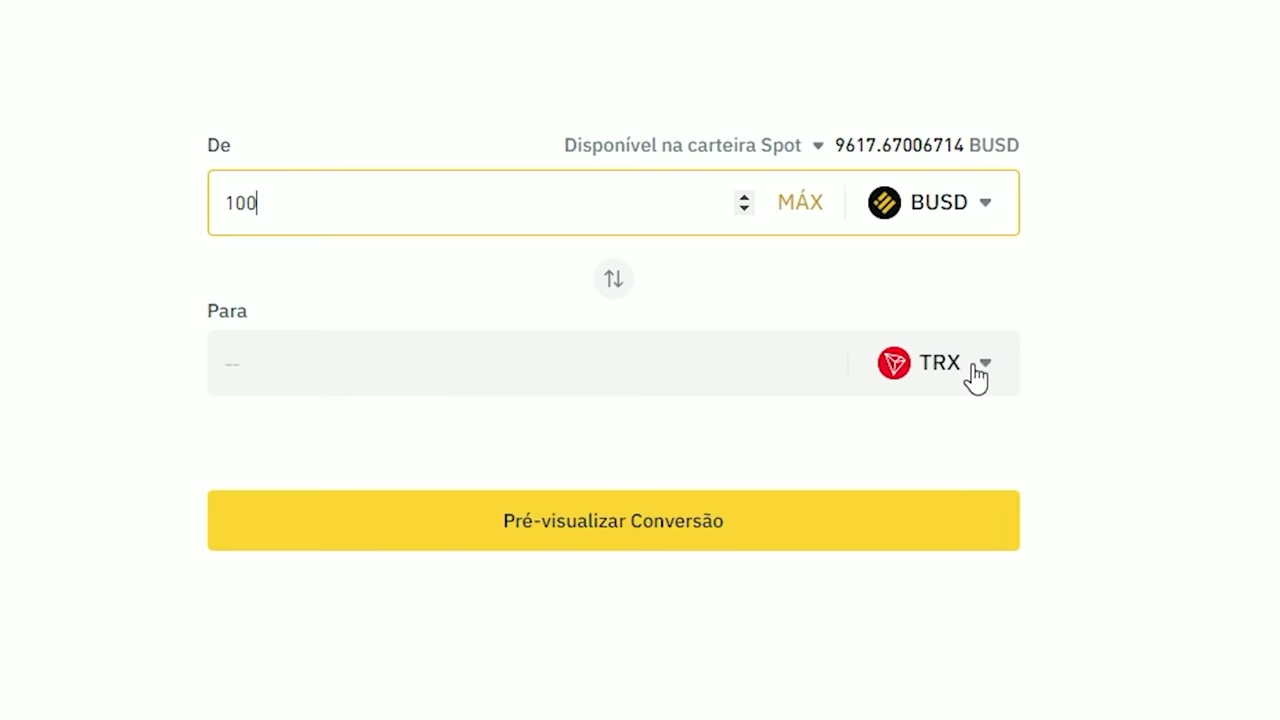 De
Disponível na carteira Spot 9617.67006714 BUSD
100 MÁX BUSD
Para
-- TRX
Pré-visualizar Conversão